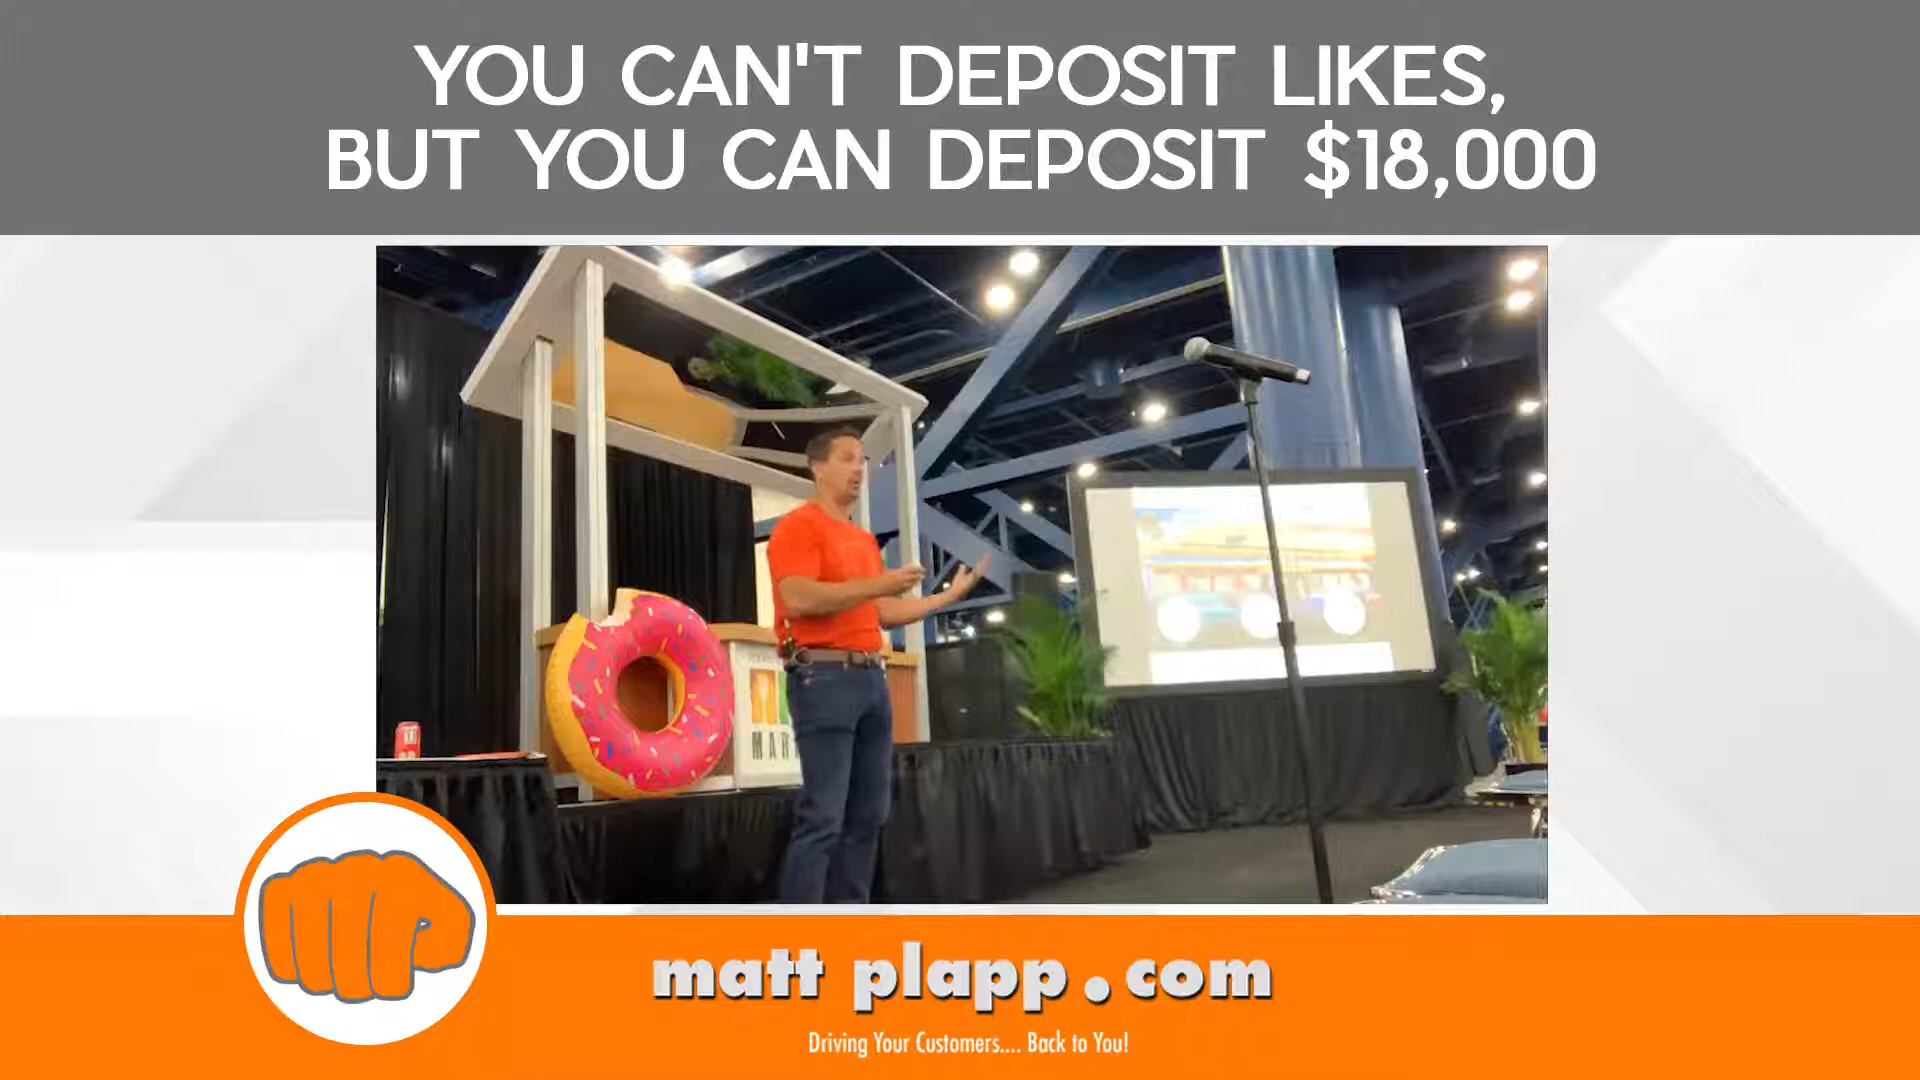 YOU CAN'T DEPOSIT LIKES,
BUT YOU CAN DEPOSIT $18,000
matt plapp.com
Driving Your Customers.... Back to You!